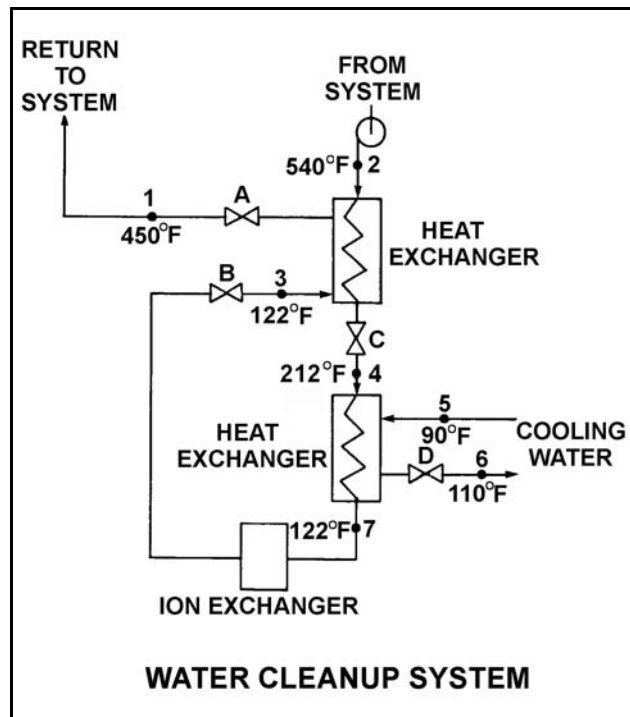 RETURN
TO
SYSTEM
FROM
SYSTEM
540°F 2
1
A
450°F
HEAT
EXCHANGER
B
3
122°F
C
212°F 4
HEAT
EXCHANGER
5
90°F
COOLING
WATER
D
6
110°F
122°F 7
ION EXCHANGER
WATER CLEANUP SYSTEM